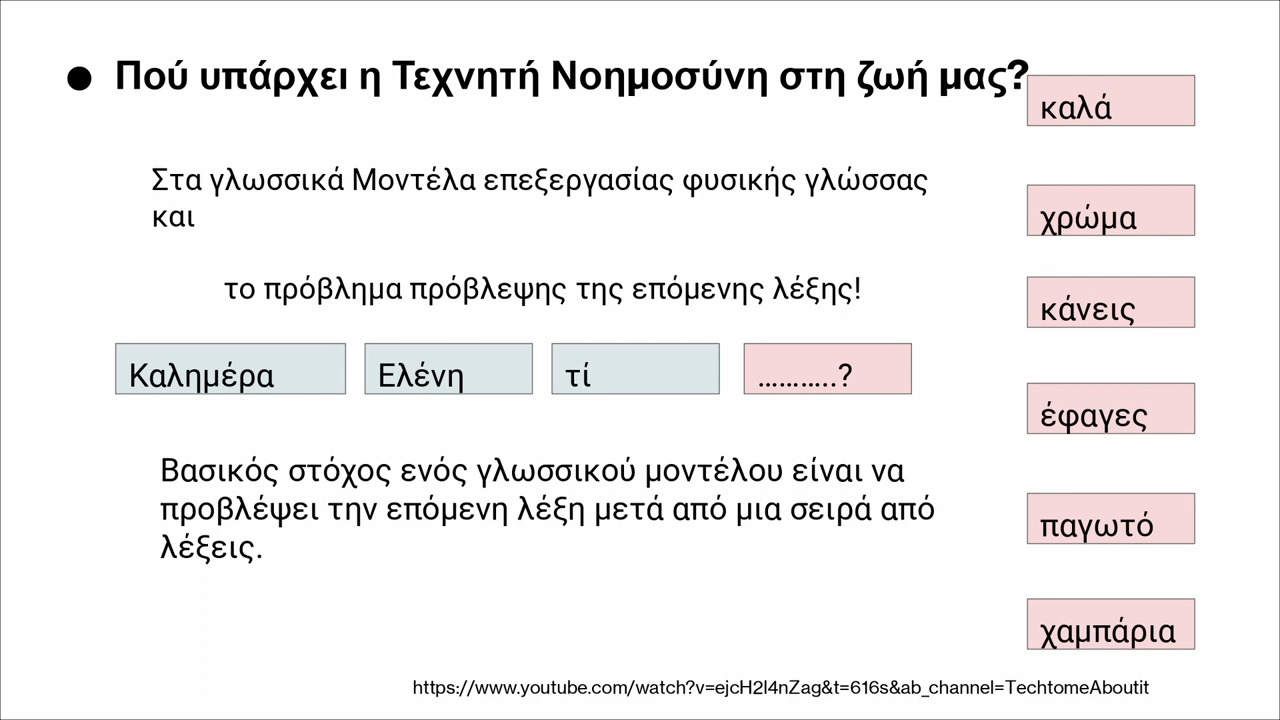 ● Πού υπάρχει η Τεχνητή Νοημοσύνη στη ζωή μας?
Στα γλωσσικά Μοντέλα επεξεργασίας φυσικής γλώσσας
και
το πρόβλημα πρόβλεψης της επόμενης λέξης!
Καλημέρα Ελένη τί ………..?
Βασικός στόχος ενός γλωσσικού μοντέλου είναι να
προβλέψει την επόμενη λέξη μετά από μια σειρά από
λέξεις.
καλά
χρώμα
κάνεις
έφαγες
παγωτό
χαμπάρια
https://www.youtube.com/watch?v=ejcH2l4nZag&t=616s&ab_channel=TechtomeAboutit